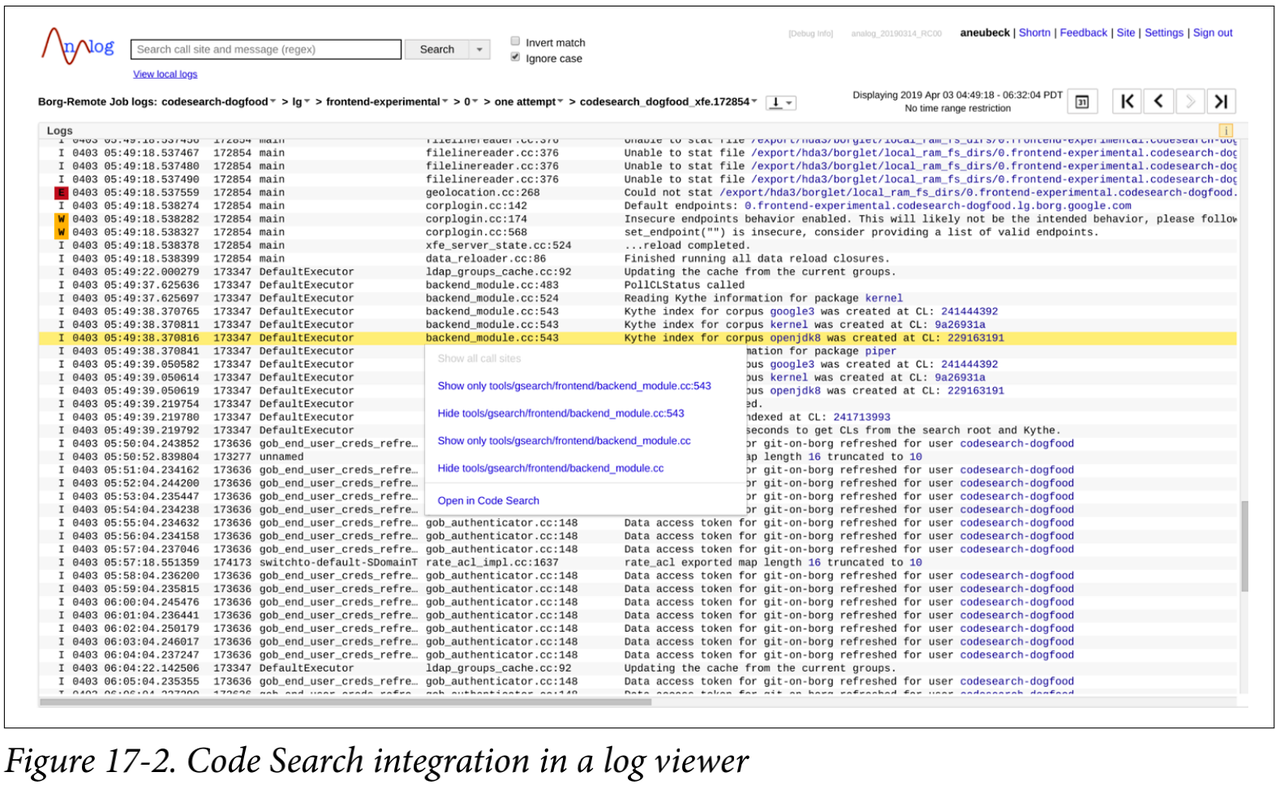 Analog
Search call site and message (regex)
Search
Invert match
Ignore case
[Debug Info] analog_20190314_RC00 aneubeck | Shortn | Feedback | Site | Settings | Sign out
View local logs
Borg-Remote Job logs: codesearch-dogfood > lg > frontend-experimental > 0 > one attempt > codesearch_dogfood_xfe.172854
Displaying 2019 Apr 03 04:49:18 - 06:32:04 PDT
No time range restriction
31
Logs
i
I 0403 05:49:18.537456 172854 main filelinereader.cc:376 Unable to stat file /export/hda3/borglet/local_ram_fs_dirs/0.frontend-experimental.codesearch-dog
I 0403 05:49:18.537467 172854 main filelinereader.cc:376 Unable to stat file /export/hda3/borglet/local_ram_fs_dirs/0.frontend-experimental.codesearch-dog
I 0403 05:49:18.537480 172854 main filelinereader.cc:376 Unable to stat file /export/hda3/borglet/local_ram_fs_dirs/0.frontend-experimental.codesearch-dog
I 0403 05:49:18.537490 172854 main filelinereader.cc:376 Unable to stat file /export/hda3/borglet/local_ram_fs_dirs/0.frontend-experimental.codesearch-dog
E 0403 05:49:18.537559 172854 main geolocation.cc:268 Could not stat /export/hda3/borglet/local_ram_fs_dirs/0.frontend-experimental.codesearch-dogfood.
I 0403 05:49:18.538274 172854 main corplogin.cc:142 Default endpoints: 0.frontend-experimental.codesearch-dogfood.lg.borg.google.com
W 0403 05:49:18.538282 172854 main corplogin.cc:174 Insecure endpoints behavior enabled. This will likely not be the intended behavior, please follow
W 0403 05:49:18.538327 172854 main corplogin.cc:568 set_endpoint("") is insecure, consider providing a list of valid endpoints.
I 0403 05:49:18.538378 172854 main xfe_server_state.cc:524 ...reload completed.
I 0403 05:49:18.538399 172854 main data_reloader.cc:86 Finished running all data reload closures.
I 0403 05:49:22.000279 173347 DefaultExecutor ldap_groups_cache.cc:92 Updating the cache from the current groups.
I 0403 05:49:37.625636 173347 DefaultExecutor backend_module.cc:483 PollCLStatus called
I 0403 05:49:37.625697 173347 DefaultExecutor backend_module.cc:524 Reading Kythe information for package kernel
I 0403 05:49:38.370765 173347 DefaultExecutor backend_module.cc:543 Kythe index for corpus google3 was created at CL: 241444392
I 0403 05:49:38.370811 173347 DefaultExecutor backend_module.cc:543 Kythe index for corpus kernel was created at CL: 9a26931a
I 0403 05:49:38.370816 173347 DefaultExecutor backend_module.cc:543 Kythe index for corpus openjdk8 was created at CL: 229163191
I 0403 05:49:38.370841 173347 DefaultExecutor mation for package piper
I 0403 05:49:39.050582 173347 DefaultExecutor pus google3 was created at CL: 241444392
I 0403 05:49:39.050614 173347 DefaultExecutor pus kernel was created at CL: 9a26931a
I 0403 05:49:39.050619 173347 DefaultExecutor pus openjdk8 was created at CL: 229163191
I 0403 05:49:39.219754 173347 DefaultExecutor ed.
I 0403 05:49:39.219780 173347 DefaultExecutor ndexed at CL: 241713993
I 0403 05:49:39.219792 173347 DefaultExecutor seconds to get CLs from the search root and Kythe.
I 0403 05:50:04.243852 173636 gob_end_user_creds_refre… or git-on-borg refreshed for user codesearch-dogfood
I 0403 05:50:52.839804 173277 unnamed ap length 16 truncated to 10
I 0403 05:51:04.234162 173636 gob_end_user_creds_refre… or git-on-borg refreshed for user codesearch-dogfood
I 0403 05:52:04.244200 173636 gob_end_user_creds_refre… or git-on-borg refreshed for user codesearch-dogfood
I 0403 05:53:04.235447 173636 gob_end_user_creds_refre… or git-on-borg refreshed for user codesearch-dogfood
I 0403 05:54:04.234238 173636 gob_end_user_creds_refre… or git-on-borg refreshed for user codesearch-dogfood
Show all call sites
Show only tools/gsearch/frontend/backend_module.cc:543
Hide tools/gsearch/frontend/backend_module.cc:543
Show only tools/gsearch/frontend/backend_module.cc
Hide tools/gsearch/frontend/backend_module.cc
Open in Code Search
I 0403 05:55:04.234632 173636 gob_end_user_creds_refre… gob_authenticator.cc:148 Data access token for git-on-borg refreshed for user codesearch-dogfood
I 0403 05:56:04.234158 173636 gob_end_user_creds_refre… gob_authenticator.cc:148 Data access token for git-on-borg refreshed for user codesearch-dogfood
I 0403 05:57:04.237046 173636 gob_end_user_creds_refre… gob_authenticator.cc:148 Data access token for git-on-borg refreshed for user codesearch-dogfood
I 0403 05:57:18.551359 174173 switchto-default-SDomainT rate_acl_impl.cc:1637 rate_acl exported map length 16 truncated to 10
I 0403 05:58:04.236200 173636 gob_end_user_creds_refre… gob_authenticator.cc:148 Data access token for git-on-borg refreshed for user codesearch-dogfood
I 0403 05:59:04.235815 173636 gob_end_user_creds_refre… gob_authenticator.cc:148 Data access token for git-on-borg refreshed for user codesearch-dogfood
I 0403 06:00:04.245476 173636 gob_end_user_creds_refre… gob_authenticator.cc:148 Data access token for git-on-borg refreshed for user codesearch-dogfood
I 0403 06:01:04.236441 173636 gob_end_user_creds_refre… gob_authenticator.cc:148 Data access token for git-on-borg refreshed for user codesearch-dogfood
I 0403 06:02:04.250179 173636 gob_end_user_creds_refre… gob_authenticator.cc:148 Data access token for git-on-borg refreshed for user codesearch-dogfood
I 0403 06:03:04.246017 173636 gob_end_user_creds_refre… gob_authenticator.cc:148 Data access token for git-on-borg refreshed for user codesearch-dogfood
I 0403 06:04:04.237247 173636 gob_end_user_creds_refre… gob_authenticator.cc:148 Data access token for git-on-borg refreshed for user codesearch-dogfood
I 0403 06:04:22.142506 173347 DefaultExecutor ldap_groups_cache.cc:92 Updating the cache from the current groups.
I 0403 06:05:04.235355 173636 gob_end_user_creds_refre… gob_authenticator.cc:148 Data access token for git-on-borg refreshed for user codesearch-dogfood
Figure 17-2. Code Search integration in a log viewer